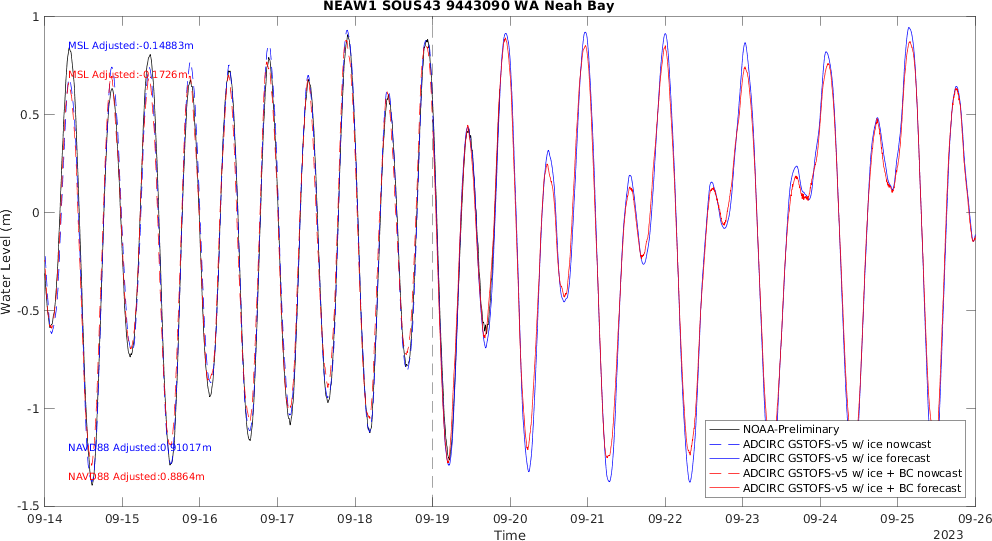 NEAW1 SOUS43 9443090 WA Neah Bay
1
MSL Adjusted:-0.14883m
MSL Adjusted:-0.1726m
0.5
0
Water Level (m)
-0.5
-1
NAVD88 Adjusted:0.91017m
NAVD88 Adjusted:0.8864m
-1.5
NOAA-Preliminary
ADCIRC GSTOFS-v5 w/ ice nowcast
ADCIRC GSTOFS-v5 w/ ice forecast
ADCIRC GSTOFS-v5 w/ ice + BC nowcast
ADCIRC GSTOFS-v5 w/ ice + BC forecast
09-14 09-15 09-16 09-17 09-18 09-19 09-20 09-21 09-22 09-23 09-24 09-25 09-26
Time 2023